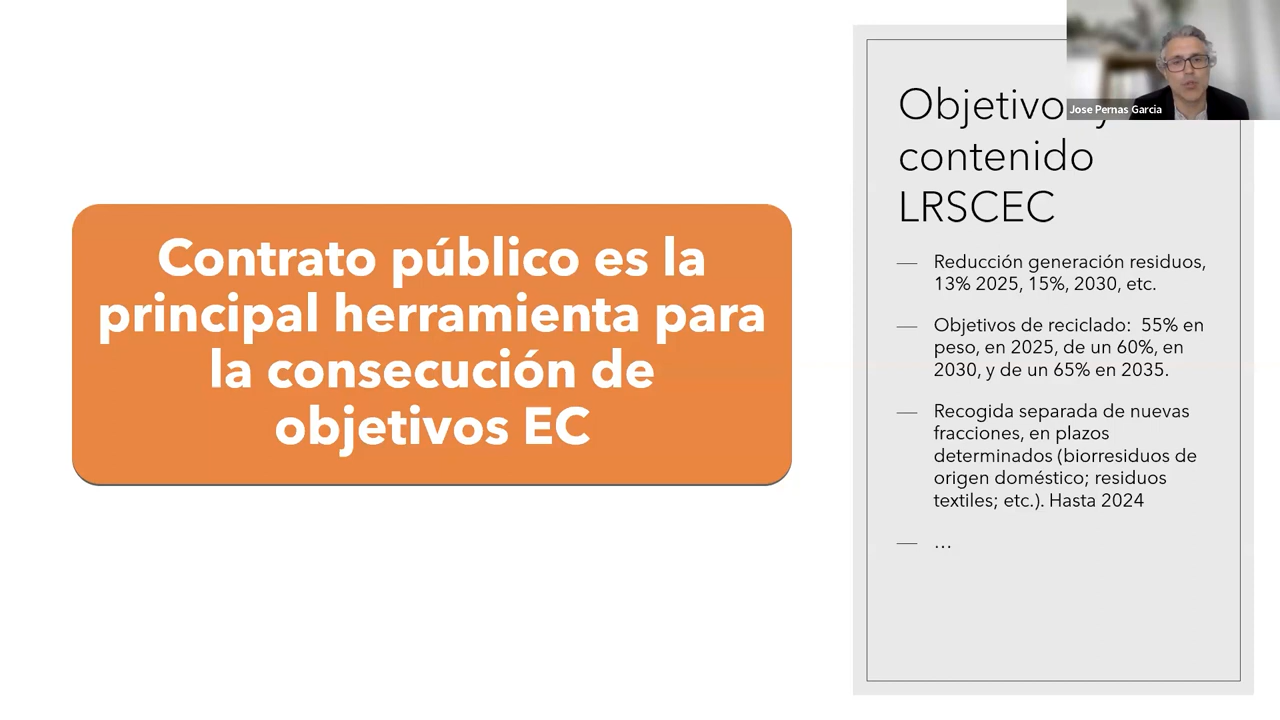 Contrato público es la
principal herramienta para
la consecución de
objetivos EC
Jose Pernas Garcia
contenido
LRSCEC
— Reducción generación residuos,
13% 2025, 15%, 2030, etc.
— Objetivos de reciclado: 55% en
peso, en 2025, de un 60%, en
2030, y de un 65% en 2035.
— Recogida separada de nuevas
fracciones, en plazos
determinados (biorresiduos de
origen doméstico; residuos
textiles; etc.). Hasta 2024
— ...